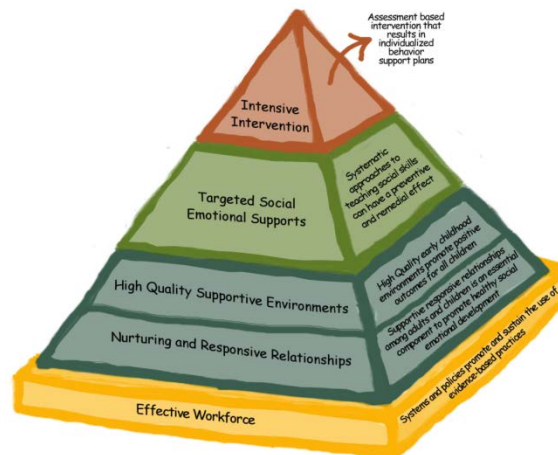 Assessment based
intervention that
results in
individualized
behavior
support plans
Intensive
Intervention
Targeted Social
Emotional Supports
Systematic
approaches to
teaching social skills
can have a preventive
and remedial effect
High Quality Supportive Environments
High Quality early childhood
environments promote positive
outcomes for all children
Nurturing and Responsive Relationships
Supportive responsive relationships
among adults and children is an essential
component to promote healthy social
emotional development
Effective Workforce
Systems and policies promote and sustain the use of
evidence-based practices